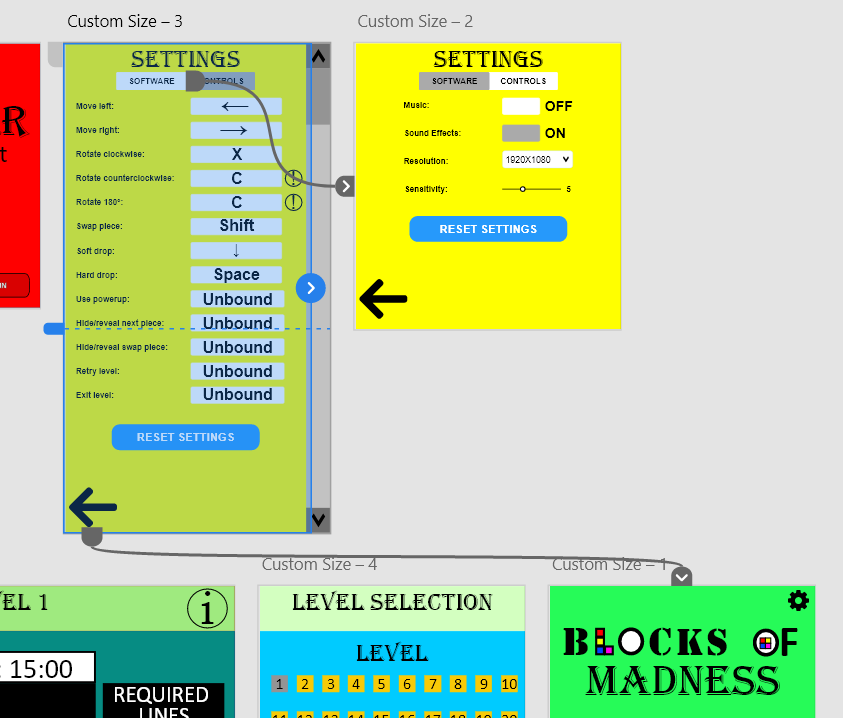 Custom Size – 3
SETTINGS
SOFTWARE CONTROLS
Move left: ←
Move right: →
Rotate clockwise: X
Rotate counterclockwise: C
Rotate 180°: C
Swap piece: Shift
Soft drop: ↓
Hard drop: Space
Use powerup: Unbound
Hide/reveal next piece: Unbound
Hide/reveal swap piece: Unbound
Retry level: Unbound
Exit level: Unbound
RESET SETTINGS
Custom Size – 2
SETTINGS
SOFTWARE CONTROLS
Music: OFF
Sound Effects: ON
Resolution: 1920X1080
Sensitivity: 5
RESET SETTINGS
EL 1
: 15:00
REQUIRED
LINES
Custom Size – 4
LEVEL SELECTION
LEVEL
1 2 3 4 5 6 7 8 9 10
Custom Size – 1
BLOCKS OF
MADNESS